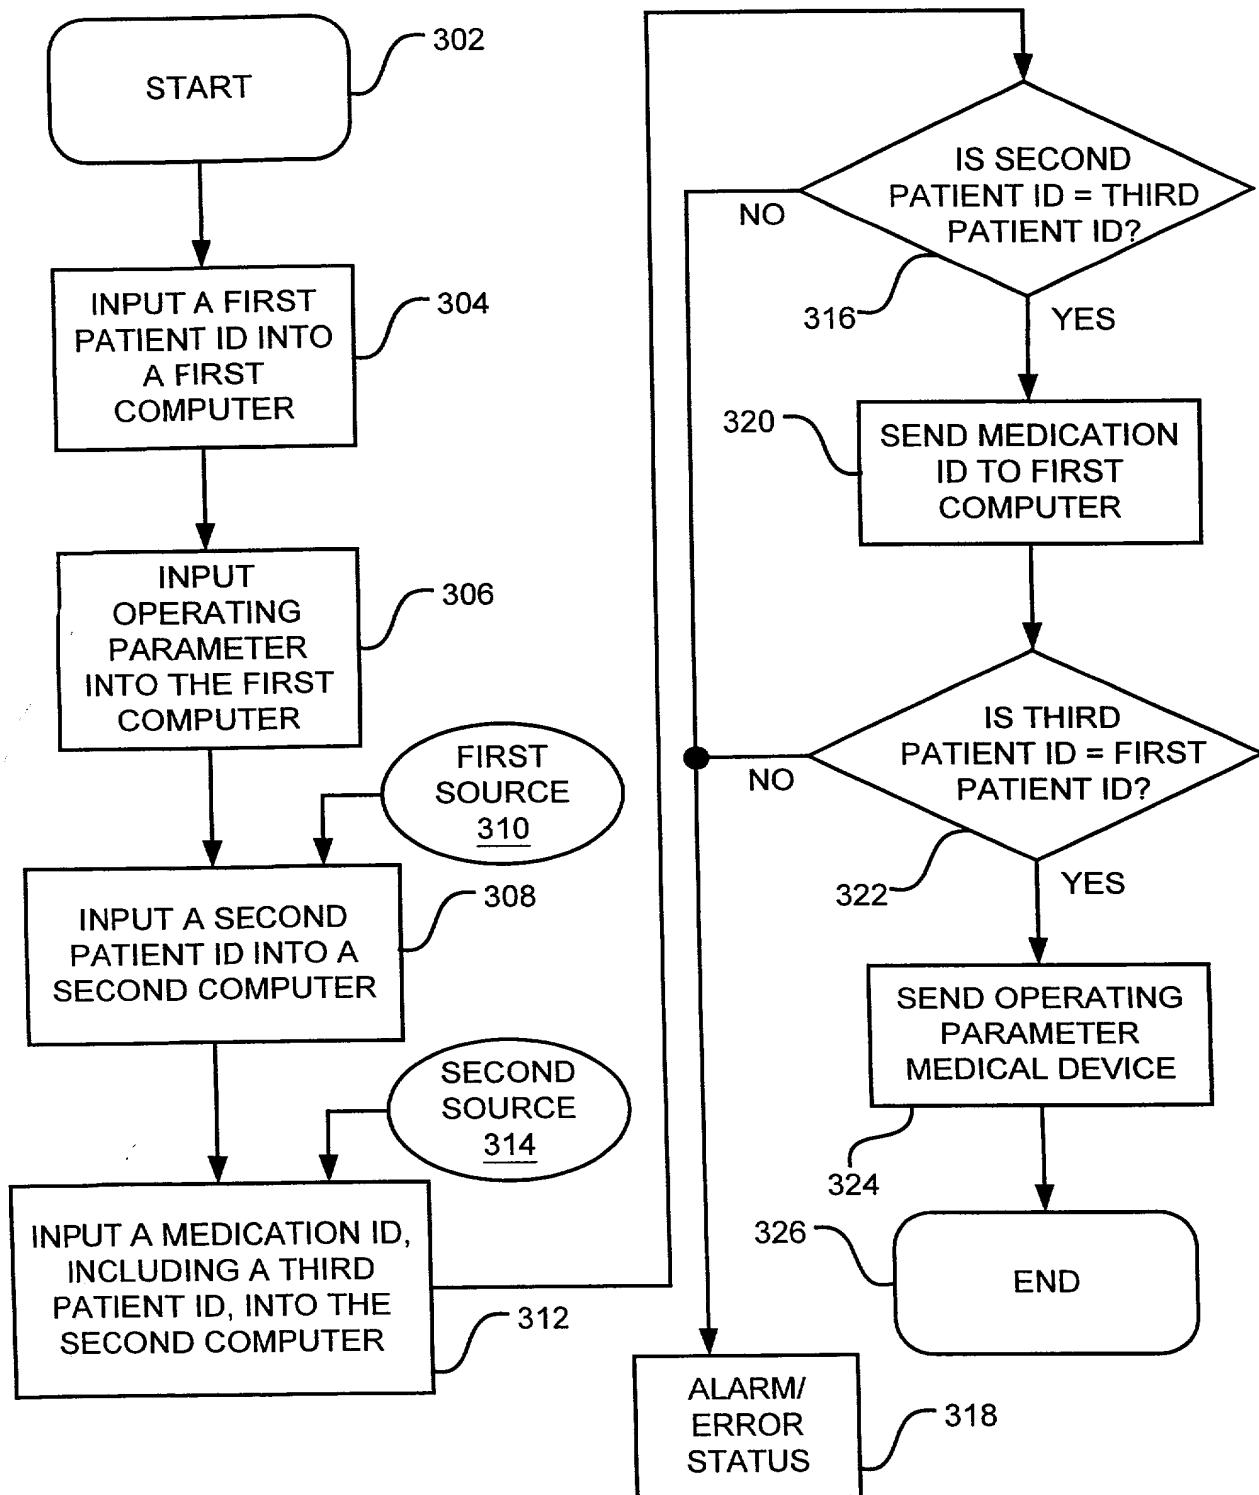 START
302
INPUT A FIRST
PATIENT ID INTO
A FIRST
COMPUTER
304
INPUT
OPERATING
PARAMETER
INTO THE FIRST
COMPUTER
306
FIRST
SOURCE
310
INPUT A SECOND
PATIENT ID INTO A
SECOND COMPUTER
308
SECOND
SOURCE
314
INPUT A MEDICATION ID,
INCLUDING A THIRD
PATIENT ID, INTO THE
SECOND COMPUTER
312
IS SECOND
PATIENT ID = THIRD
PATIENT ID?
NO
316
YES
320
SEND MEDICATION
ID TO FIRST
COMPUTER
IS THIRD
PATIENT ID = FIRST
PATIENT ID?
NO
322
YES
SEND OPERATING
PARAMETER
MEDICAL DEVICE
324
326
END
ALARM/
ERROR
STATUS
318